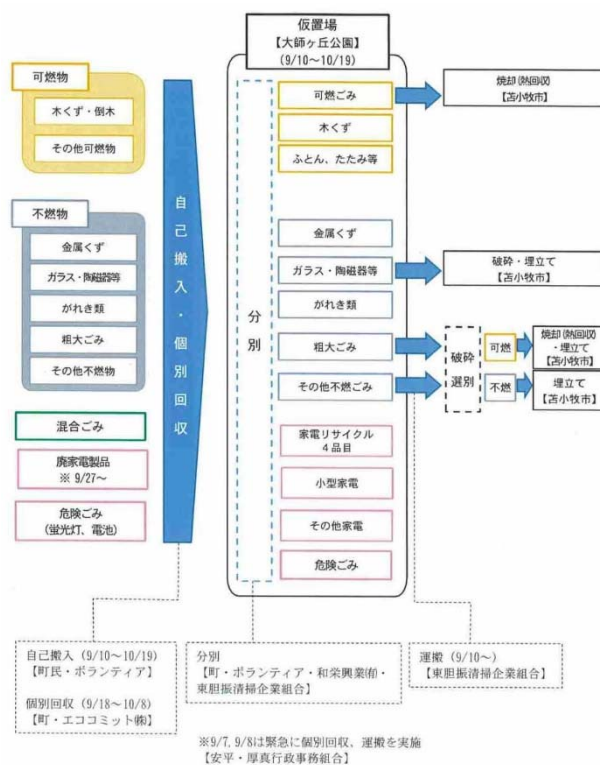 仮置場
【大師ヶ丘公園】
(9/10～10/19)
可燃物
木くず・倒木
その他可燃物
不燃物
金属くず
ガラス・陶磁器等
がれき類
粗大ごみ
その他不燃物
混合ごみ
廃家電製品
※ 9/27～
危険ごみ
(蛍光灯、電池)
自己搬入・個別回収
分別
可燃ごみ
木くず
ふとん、たたみ等
金属くず
ガラス・陶磁器等
がれき類
粗大ごみ
その他不燃ごみ
家電リサイクル
4品目
小型家電
その他家電
危険ごみ
焼却(熱回収)
【苫小牧市】
破砕・埋立て
【苫小牧市】
破砕
選別
可燃
焼却(熱回収)
・埋立て
【苫小牧市】
不燃
埋立て
【苫小牧市】
自己搬入 (9/10～10/19)
【町民・ボランティア】
個別回収 (9/18～10/8)
【町・エココミット㈱】
分別
【町・ボランティア・和栄興業㈲・
東胆振清掃企業組合】
運搬 (9/10～)
【東胆振清掃企業組合】
※9/7, 9/8は緊急に個別回収、運搬を実施
【安平・厚真行政事務組合】